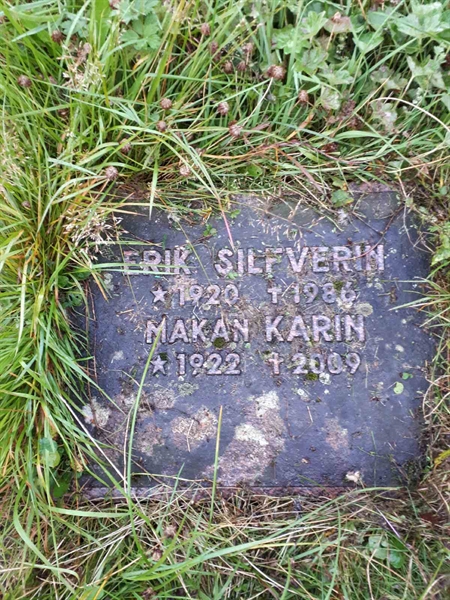 ERIK SILFVERIN
★1920 ✝1986
MAKAN KARIN
★1922 ✝2009